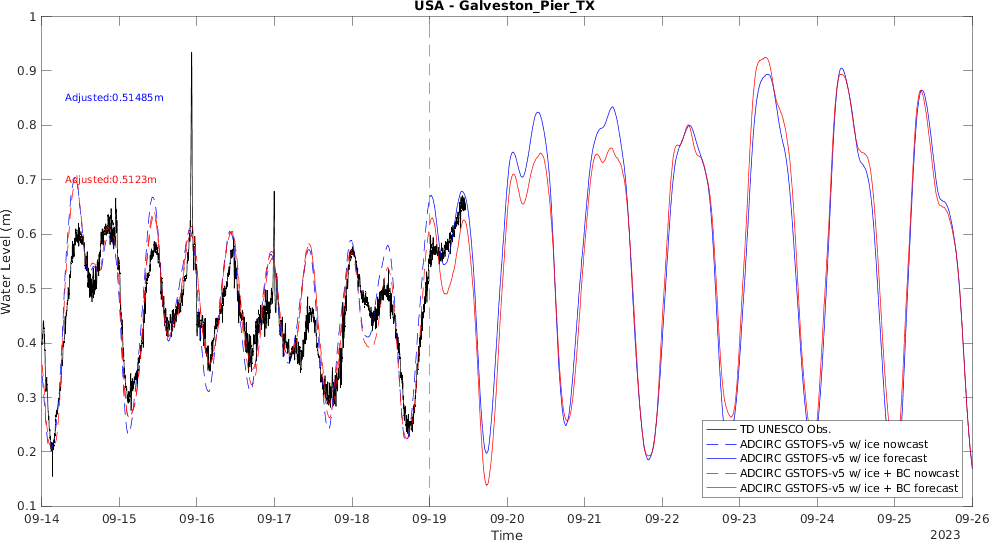 USA - Galveston_Pier_TX
1
0.9
0.8
0.7
0.6
0.5
0.4
0.3
0.2
0.1
Water Level (m)
Adjusted:0.51485m
Adjusted:0.5123m
TD UNESCO Obs.
ADCIRC GSTOFS-v5 w/ ice nowcast
ADCIRC GSTOFS-v5 w/ ice forecast
ADCIRC GSTOFS-v5 w/ ice + BC nowcast
ADCIRC GSTOFS-v5 w/ ice + BC forecast
09-14 09-15 09-16 09-17 09-18 09-19 09-20 09-21 09-22 09-23 09-24 09-25 09-26
Time
2023